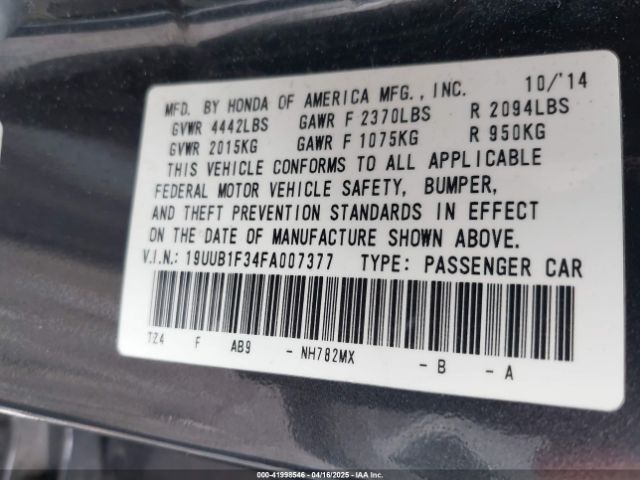 MFD. BY HONDA OF AMERICA MFG., INC. 10/'14
GVWR 4442LBS GAWR F 2370LBS R 2094LBS
GVWR 2015KG GAWR F 1075KG R 950KG
THIS VEHICLE CONFORMS TO ALL APPLICABLE
FEDERAL MOTOR VEHICLE SAFETY, BUMPER,
AND THEFT PREVENTION STANDARDS IN EFFECT
ON THE DATE OF MANUFACTURE SHOWN ABOVE.
V.I.N.: 19UUB1F34FA007377 TYPE: PASSENGER CAR
TZ4 F AB9 - NH782MX - B - A
00-41998546 - 04/16/2025 - IAA Inc.